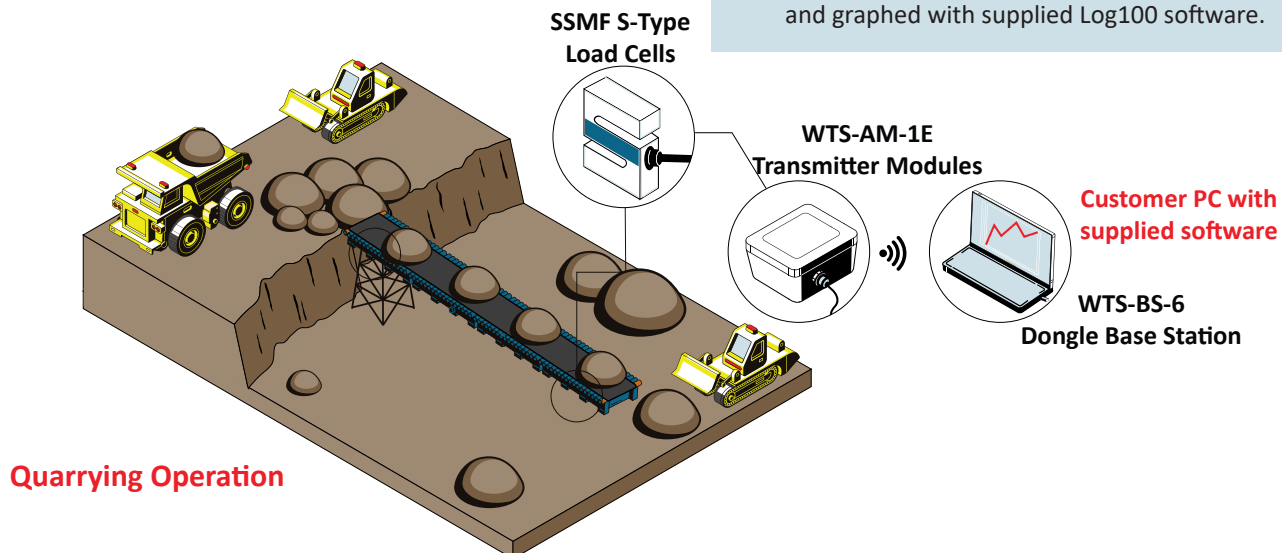 and graphed with supplied Log100 software.
SSMF S-Type
Load Cells
WTS-AM-1E
Transmitter Modules
Customer PC with
supplied software
WTS-BS-6
Dongle Base Station
Quarrying Operation